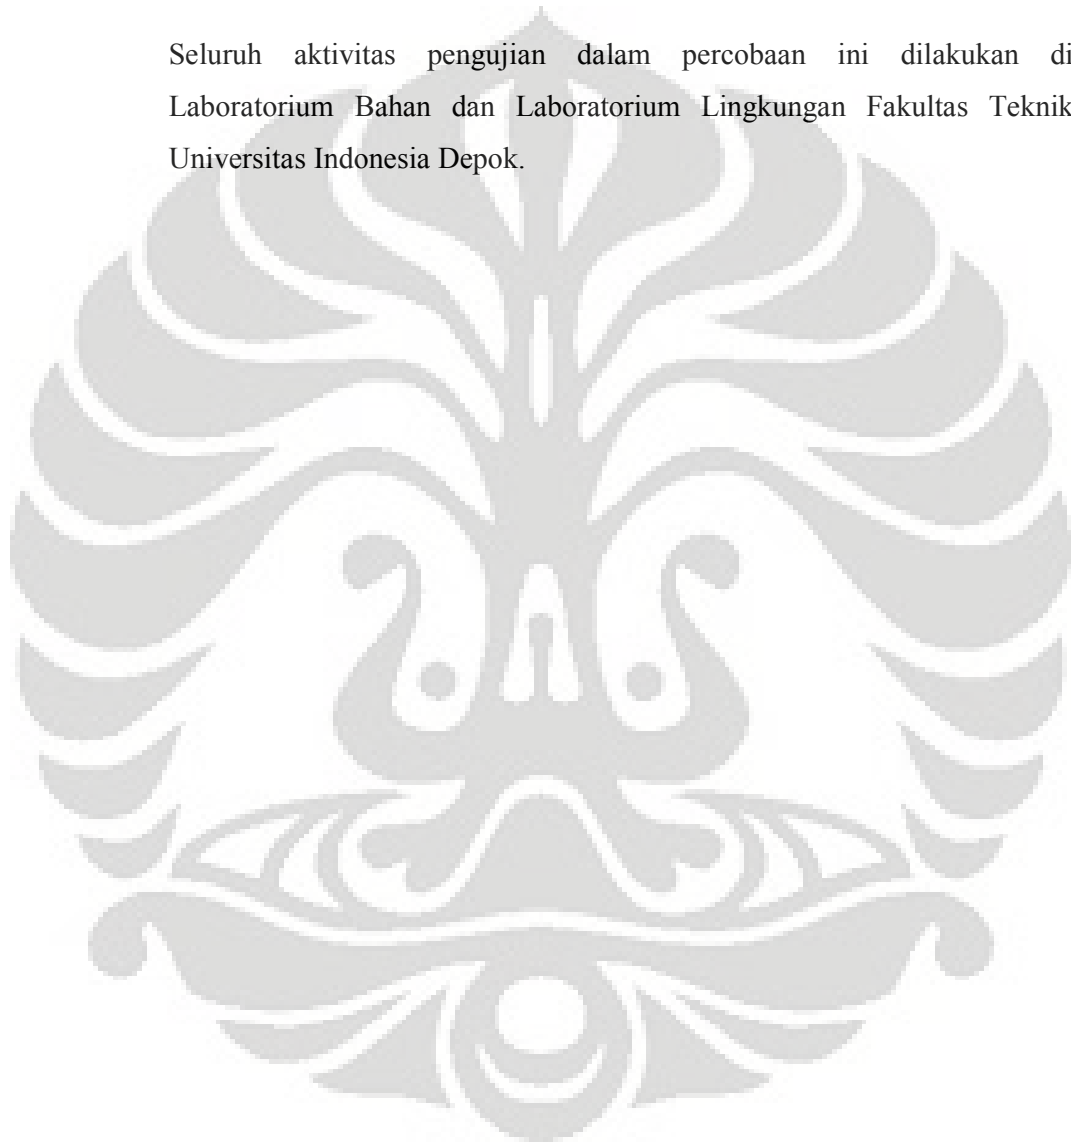 Seluruh aktivitas pengujian dalam percobaan ini dilakukan di
Laboratorium Bahan dan Laboratorium Lingkungan Fakultas Teknik
Universitas Indonesia Depok.